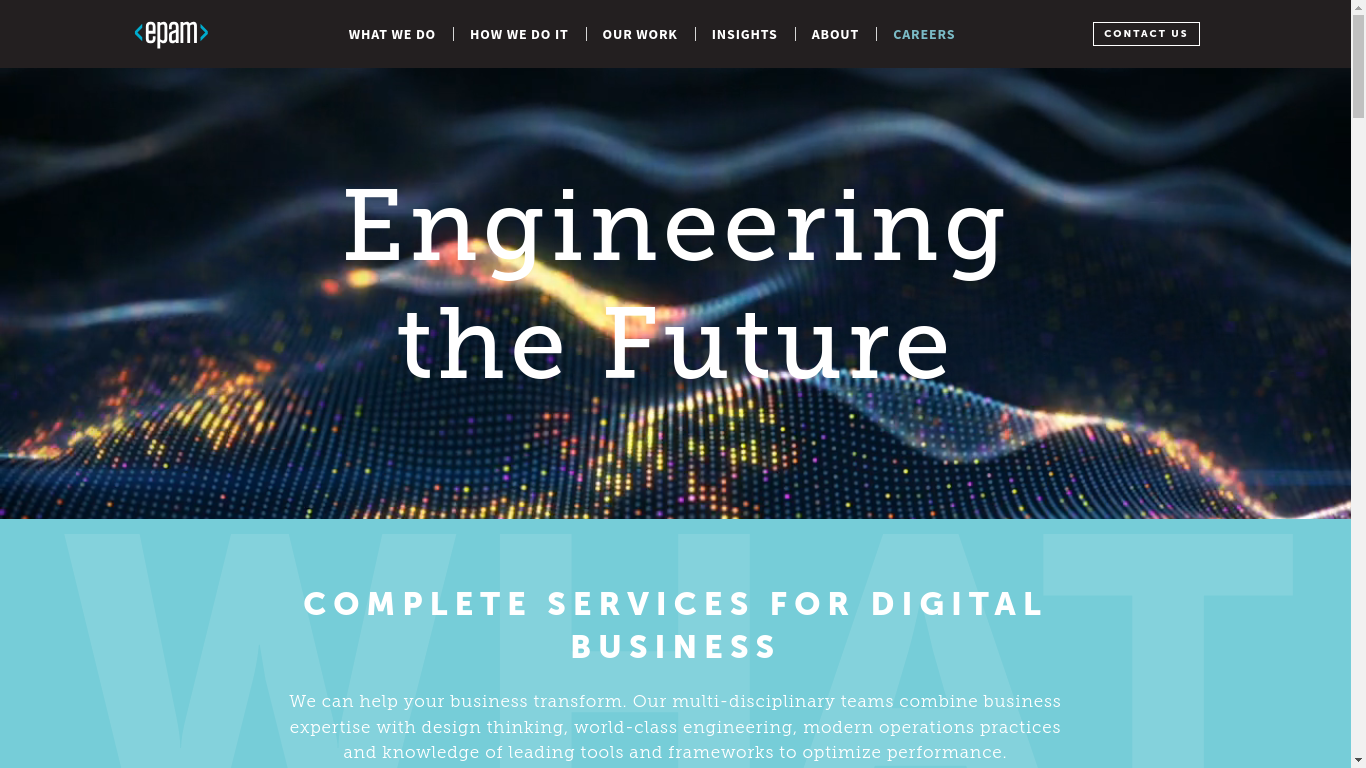 <epam>
WHAT WE DO
HOW WE DO IT
OUR WORK
INSIGHTS
ABOUT
CAREERS
CONTACT US
Engineering
the Future
WHAT
COMPLETE SERVICES FOR DIGITAL
BUSINESS
We can help your business transform. Our multi-disciplinary teams combine business
expertise with design thinking, world-class engineering, modern operations practices
and knowledge of leading tools and frameworks to optimize performance.